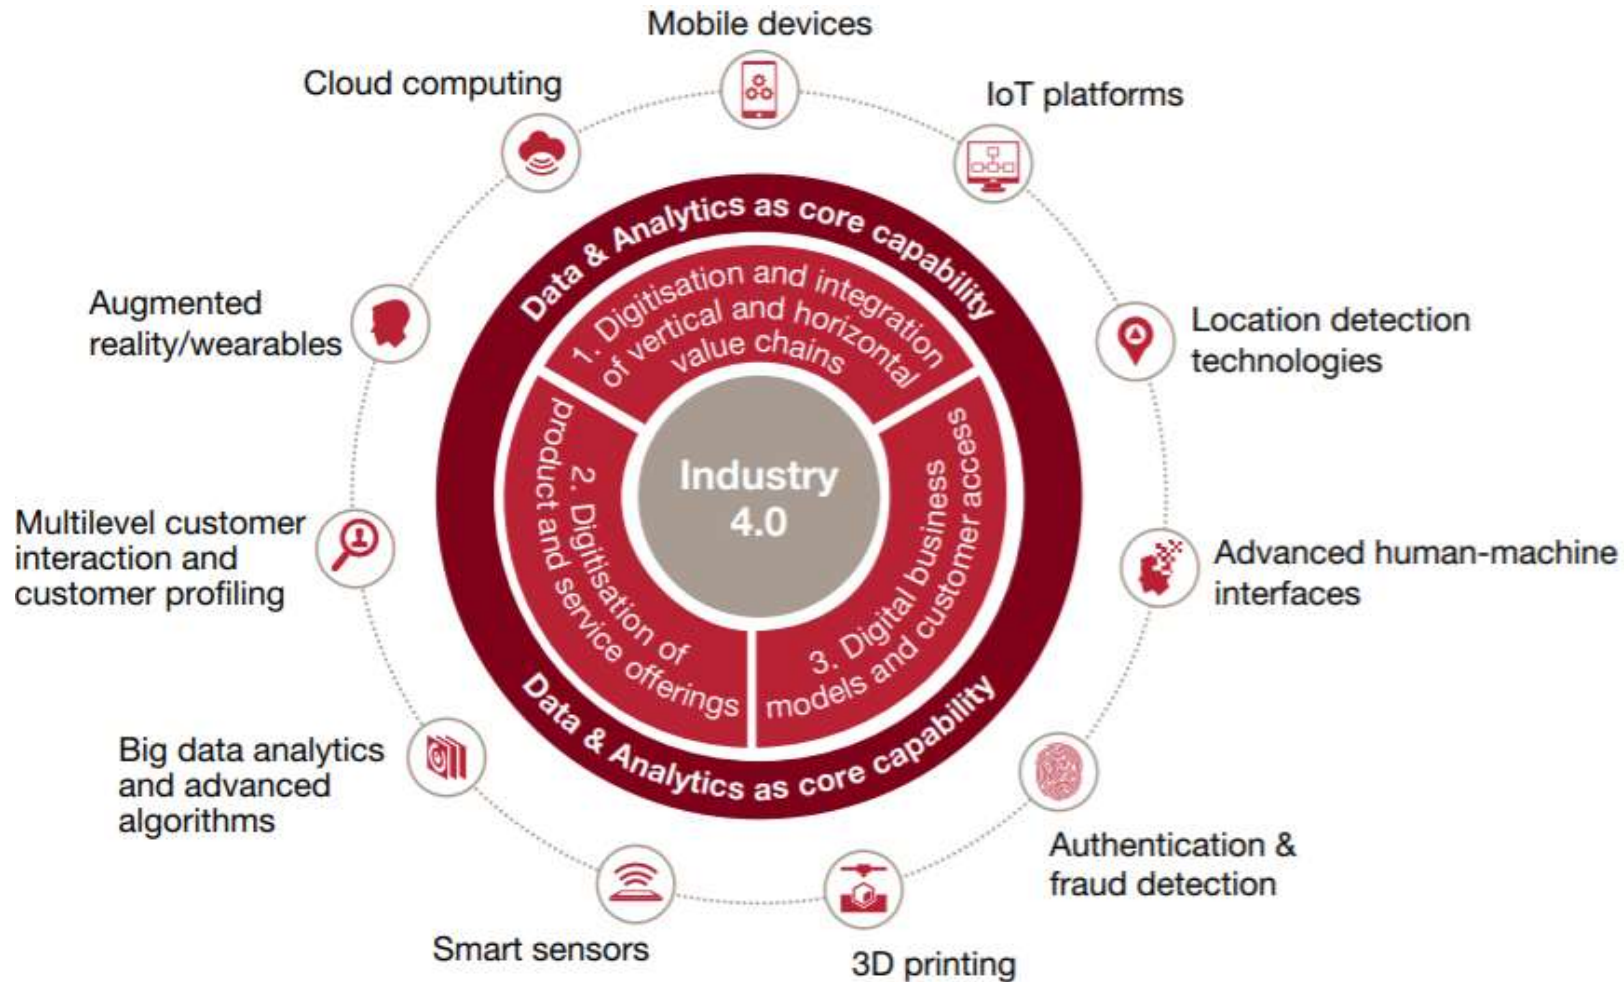 Mobile devices
Cloud computing
IoT platforms
Augmented
reality/wearables
Location detection
technologies
Multilevel customer
interaction and
customer profiling
Advanced human-machine
interfaces
Big data analytics
and advanced
algorithms
Authentication &
fraud detection
Smart sensors
3D printing
Data & Analytics as core capability
1. Digitisation and integration
of vertical and horizontal
value chains
2. Digitisation of
product and service offerings
3. Digital business
models and customer access
Industry
4.0
Data & Analytics as core capability